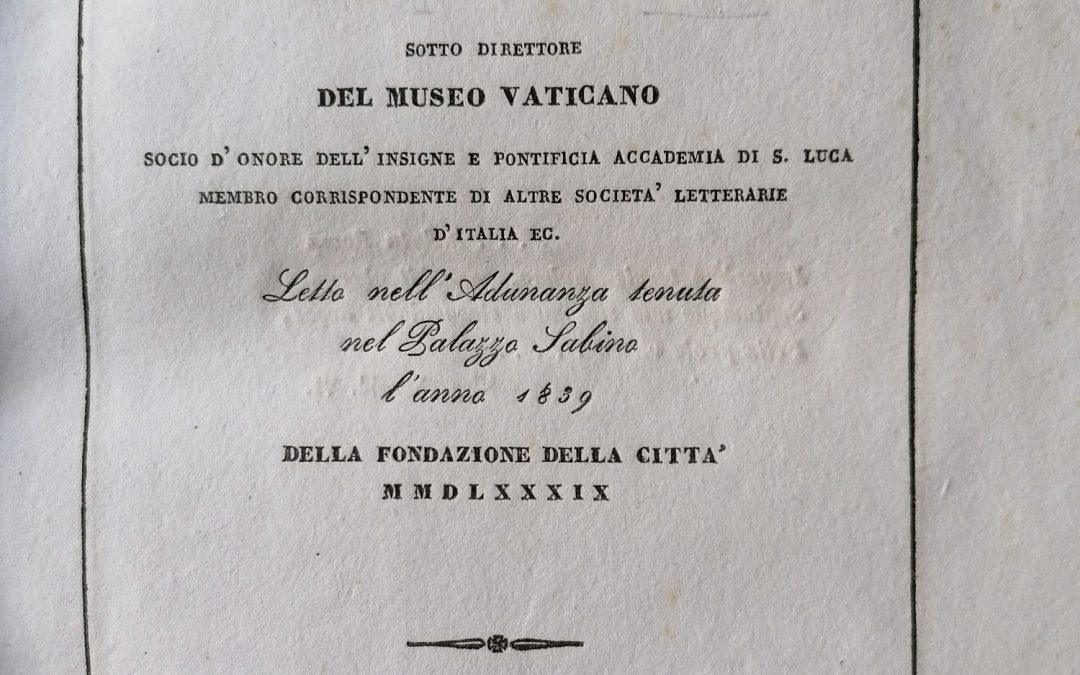 SOTTO DIRETTORE
DEL MUSEO VATICANO
SOCIO D' ONORE DELL' INSIGNE E PONTIFICIA ACCADEMIA DI S. LUCA
MEMBRO CORRISPONDENTE DI ALTRE SOCIETA' LETTERARIE
D' ITALIA EC.
Letto nell' Adunanza tenuta
nel Palazzo Sabino
l'anno 1839
DELLA FONDAZIONE DELLA CITTA'
MMDLXXXIX